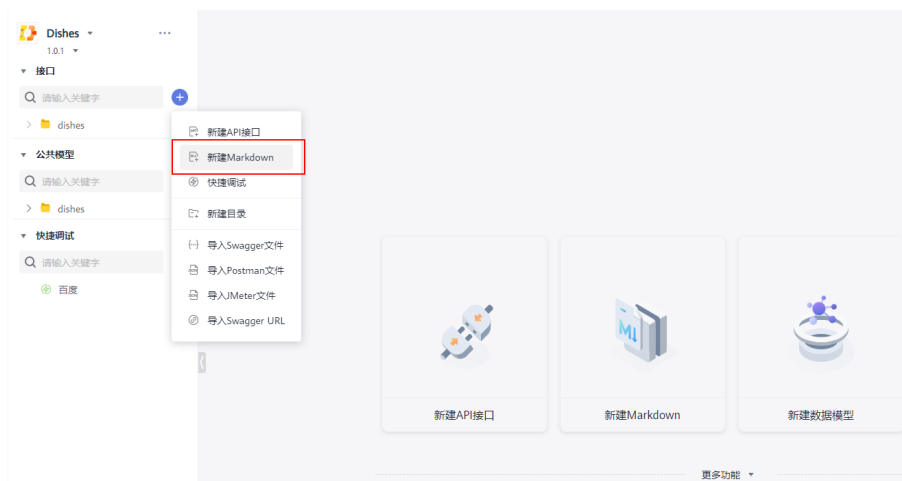 Dishes
1.0.1
接口
请输入关键字
dishes
新建API接口
新建Markdown
快捷调试
新建目录
导入Swagger文件
导入Postman文件
导入JMeter文件
导入Swagger URL
公共模型
请输入关键字
dishes
快捷调试
请输入关键字
百度
新建API接口
新建Markdown
新建数据模型
更多功能